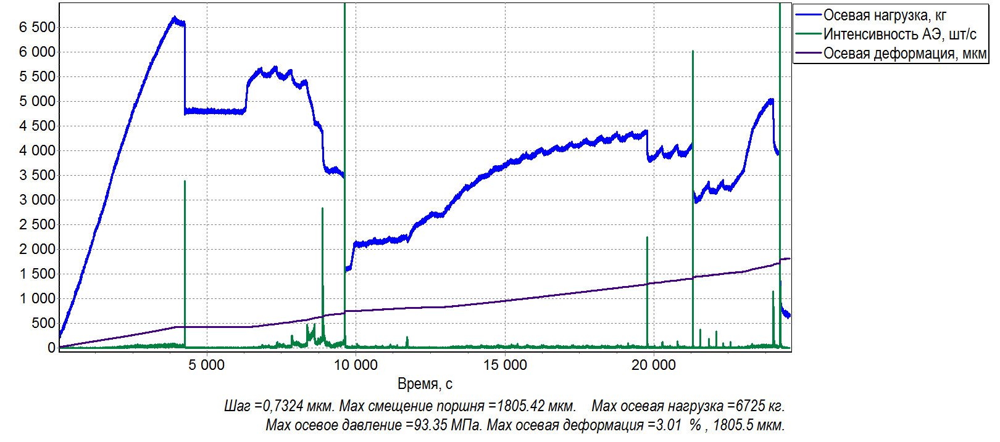 Осевая нагрузка, кг
Интенсивность АЭ, шт/с
Осевая деформация, мкм
6 500
6 000
5 500
5 000
4 500
4 000
3 500
3 000
2 500
2 000
1 500
1 000
500
0
5 000 10 000 15 000 20 000
Время, с
Шаг =0,7324 мкм. Max смещение поршня =1805.42 мкм. Max осевая нагрузка =6725 кг.
Max осевое давление =93.35 МПа. Max осевая деформация =3.01 % , 1805.5 мкм.